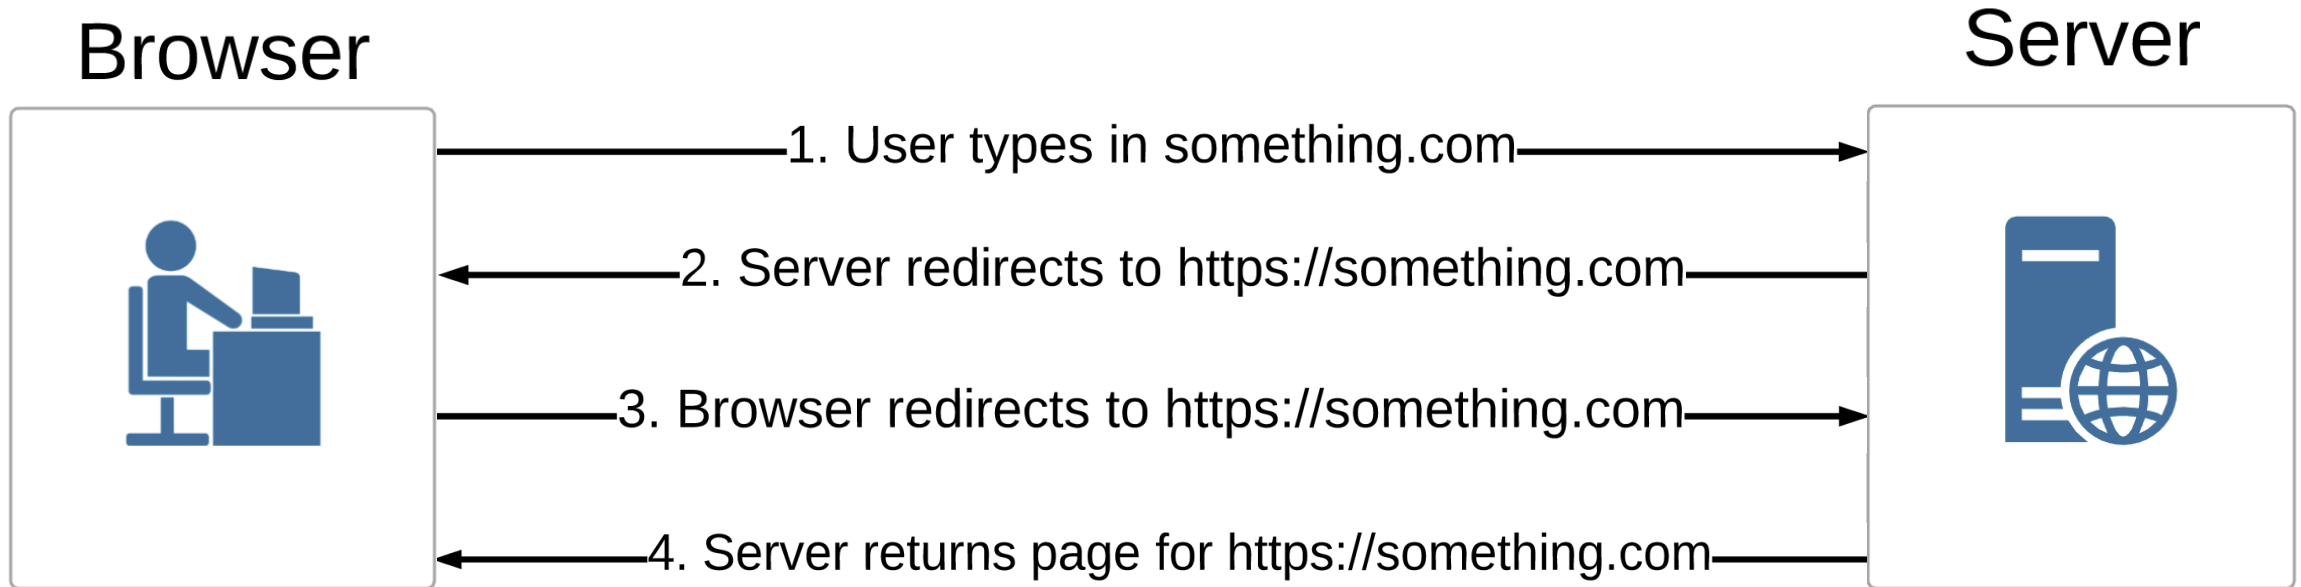 Browser
Server
1. User types in something.com
2. Server redirects to https://something.com
3. Browser redirects to https://something.com
4. Server returns page for https://something.com